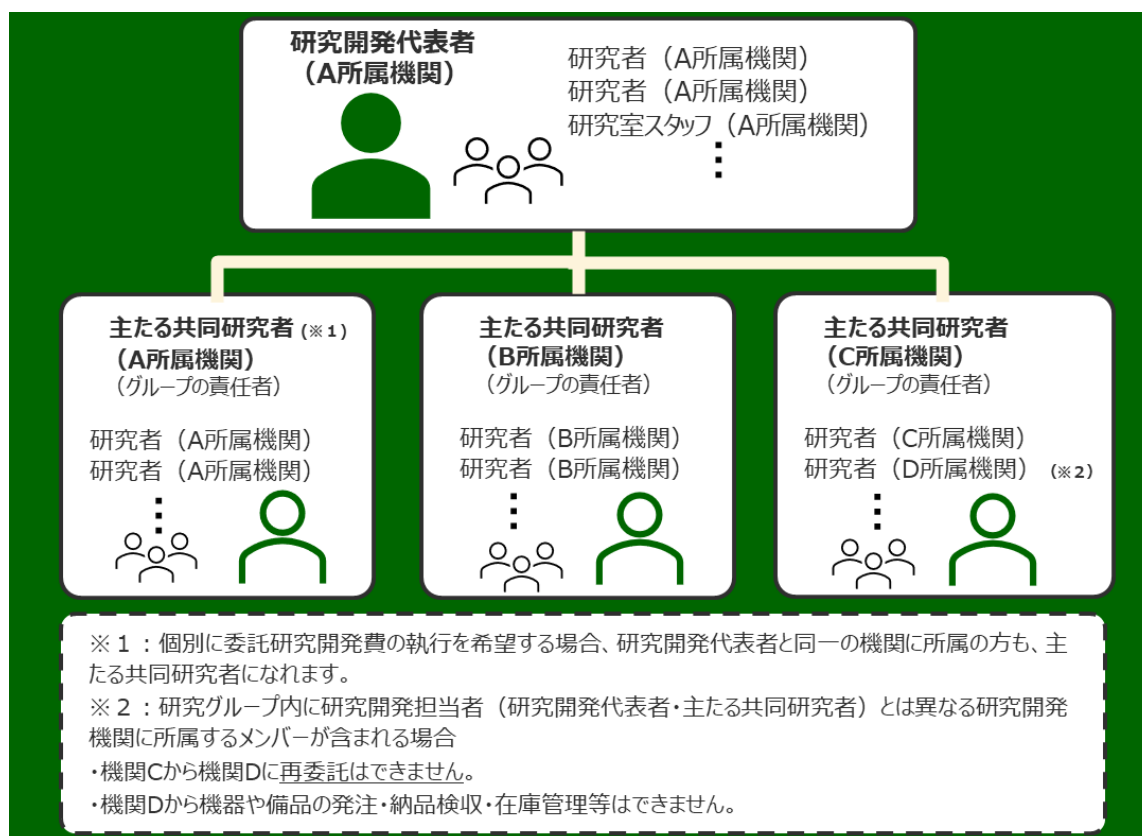 研究開発代表者
（A所属機関）
研究者（A所属機関）
研究者（A所属機関）
研究室スタッフ（A所属機関）
⋮
主たる共同研究者（※１）
（A所属機関）
（グループの責任者）
研究者（A所属機関）
研究者（A所属機関）
⋮
主たる共同研究者
（B所属機関）
（グループの責任者）
研究者（B所属機関）
研究者（B所属機関）
⋮
主たる共同研究者
（C所属機関）
（グループの責任者）
研究者（C所属機関）
研究者（D所属機関）（※２）
⋮
※１：個別に委託研究開発費の執行を希望する場合、研究開発代表者と同一の機関に所属の方も、主
たる共同研究者になれます。
※２：研究グループ内に研究開発担当者（研究開発代表者・主たる共同研究者）とは異なる研究開発
機関に所属するメンバーが含まれる場合
・機関Cから機関Dに再委託はできません。
・機関Dから機器や備品の発注・納品検収・在庫管理等はできません。